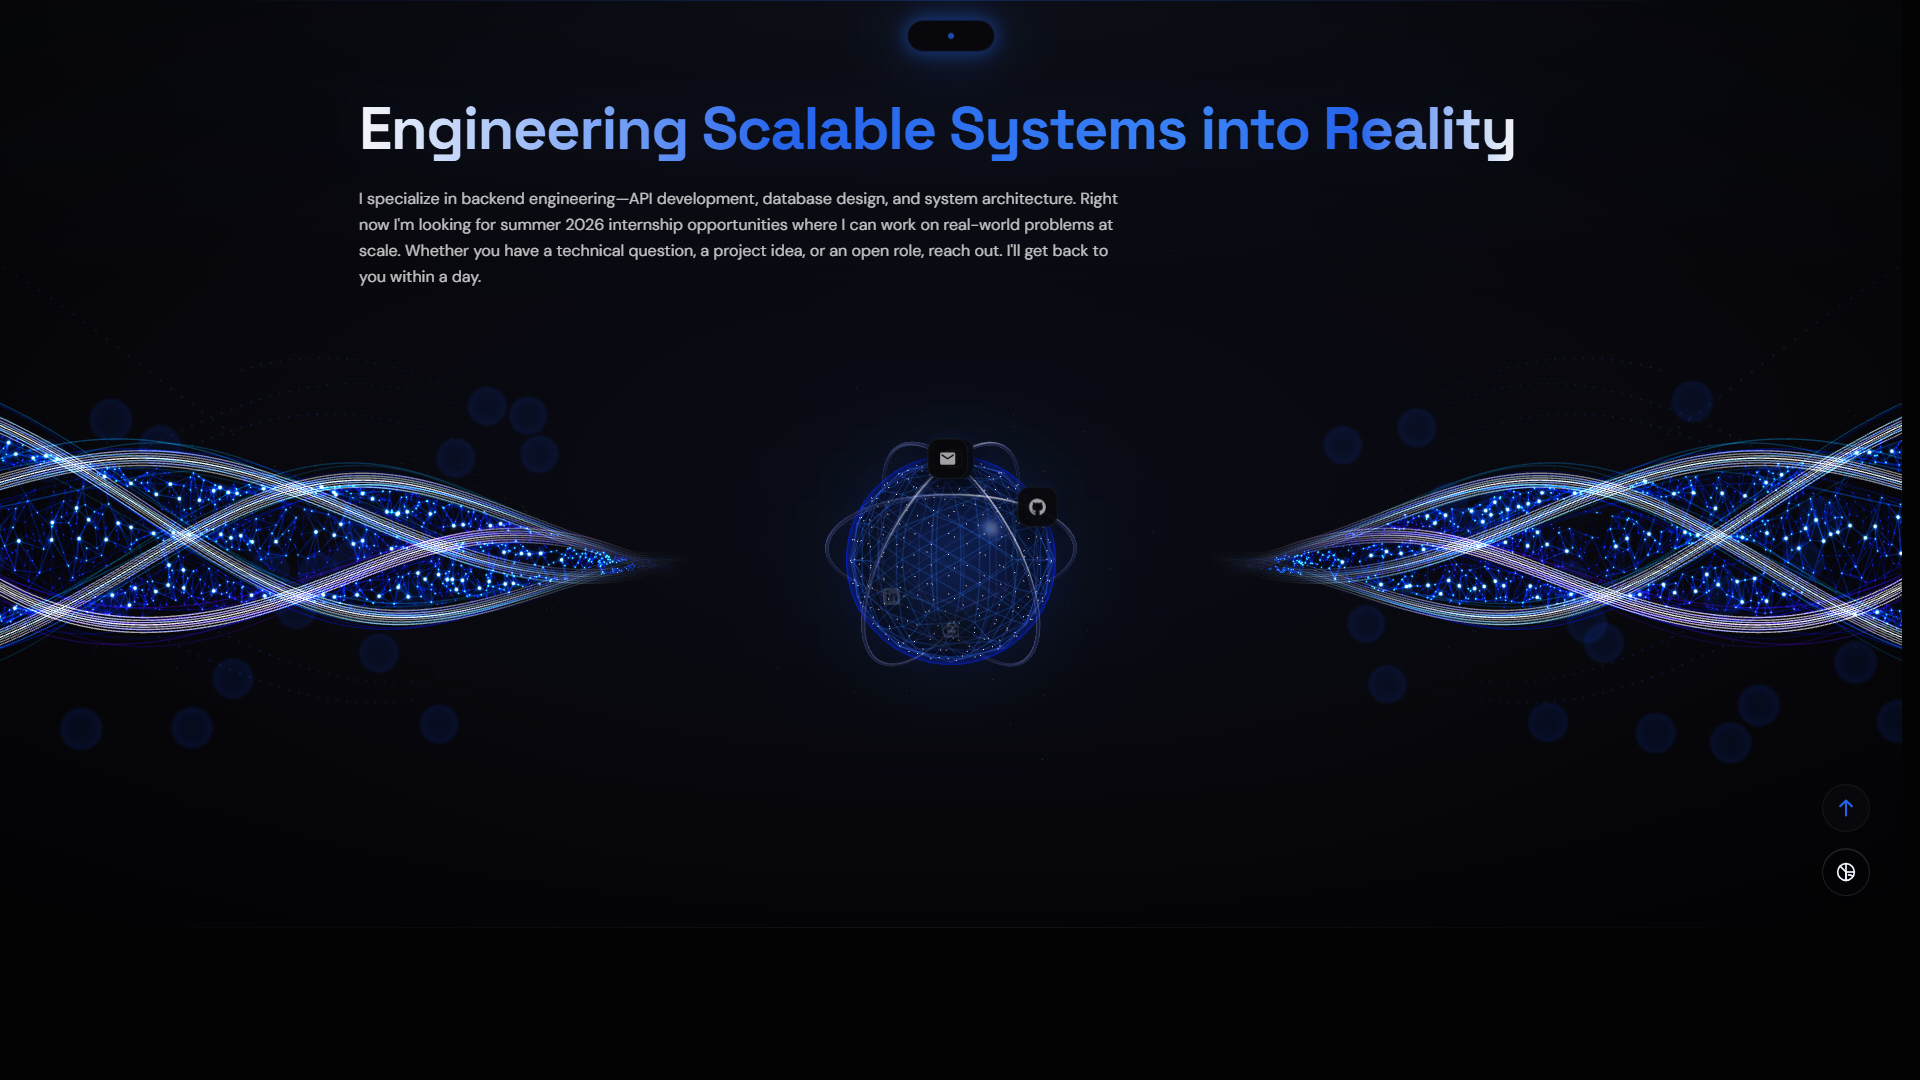 Engineering Scalable Systems into Reality
I specialize in backend engineering—API development, database design, and system architecture. Right
now I'm looking for summer 2026 internship opportunities where I can work on real-world problems at
scale. Whether you have a technical question, a project idea, or an open role, reach out. I'll get back to
you within a day.